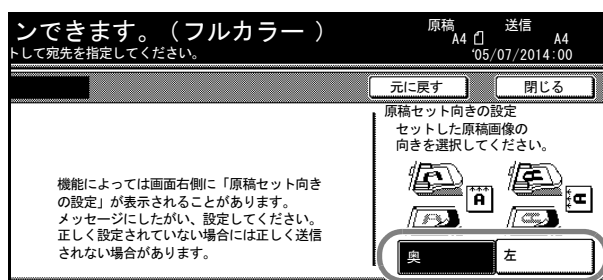 ンできます。（フルカラー ）
トして宛先を指定してください。
原稿 送信
A4 A4
'05/07/2014:00
元に戻す 閉じる
原稿セット向きの設定
セットした原稿画像の
向きを選択してください。
機能によっては画面右側に「原稿セット向き
の設定」が表示されることがあります。
メッセージにしたがい、設定してください。
正しく設定されていない場合には正しく送信
されない場合があります。
奥 左